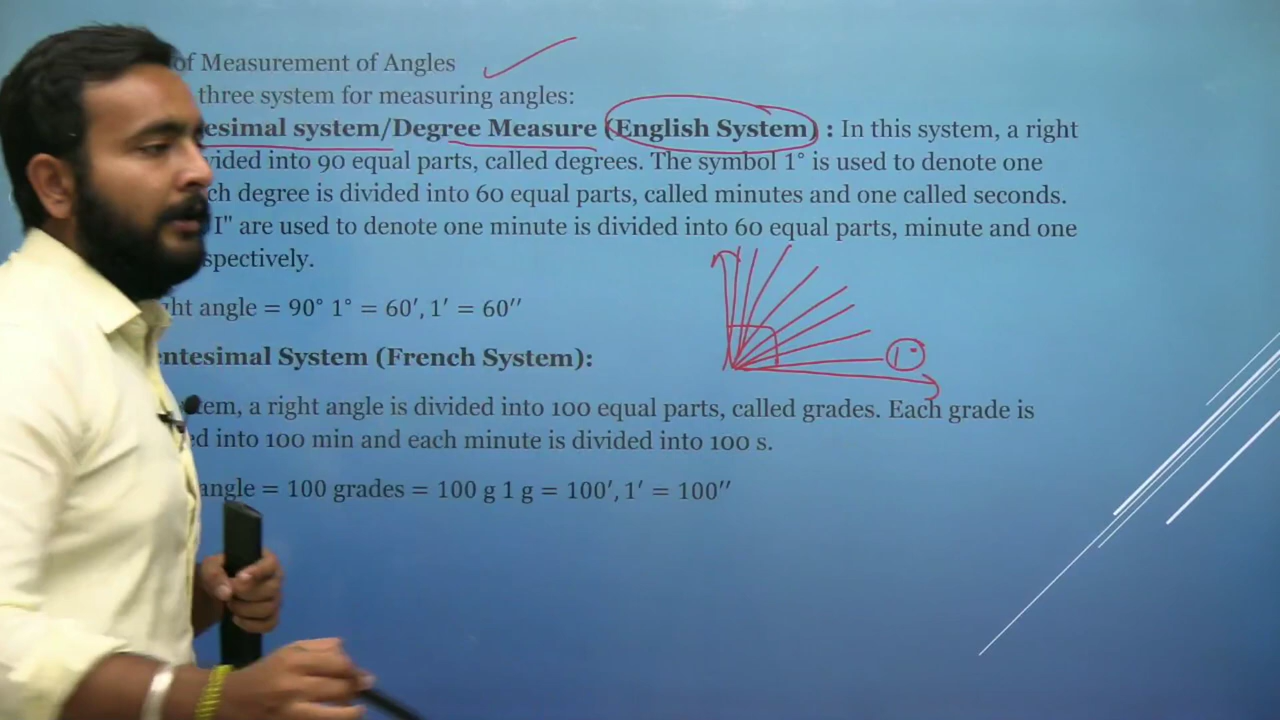 of Measurement of Angles
three system for measuring angles:
esimal system/Degree Measure (English System) : In this system, a right
vided into 90 equal parts, called degrees. The symbol 1° is used to denote one
ch degree is divided into 60 equal parts, called minutes and one called seconds.
I" are used to denote one minute is divided into 60 equal parts, minute and one
spectively.
ht angle = 90° 1° = 60′, 1′ = 60′′
1°
ntesimal System (French System):
tem, a right angle is divided into 100 equal parts, called grades. Each grade is
ed into 100 min and each minute is divided into 100 s.
angle = 100 grades = 100 g 1 g = 100′, 1′ = 100′′